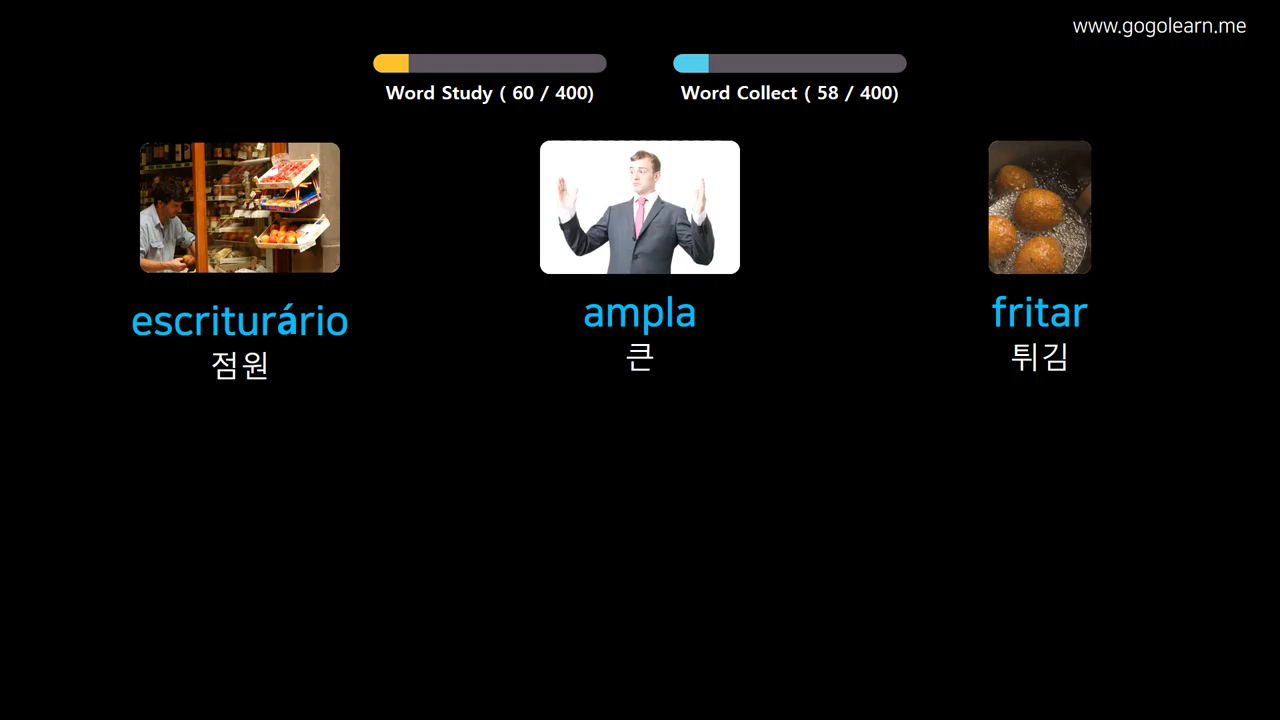 www.gogolearn.me
Word Study ( 60 / 400)
Word Collect ( 58 / 400)
escriturário
점원
ampla
큰
fritar
튀김